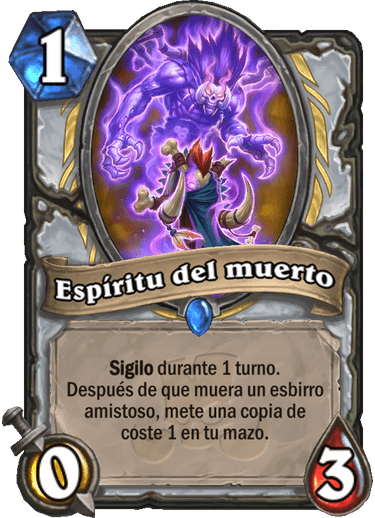 1
Espíritu del muerto
Sigilo durante 1 turno.
Después de que muera un esbirro
amistoso, mete una copia de
coste 1 en tu mazo.
0
3